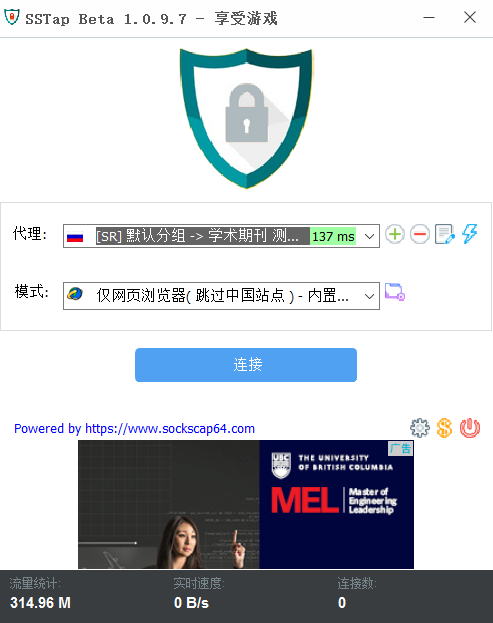 SSTap Beta 1.0.9.7 - 享受游戏
代理:
[SR] 默认分组 -> 学术期刊 测... 137 ms
模式:
仅网页浏览器( 跳过中国站点 ) - 内置...
连接
Powered by https://www.sockscap64.com
广告
UBC
THE UNIVERSITY
OF BRITISH COLUMBIA
MEL
Master of
Engineering
Leadership
流量统计: 实时速度: 连接数:
314.96 M 0 B/s 0